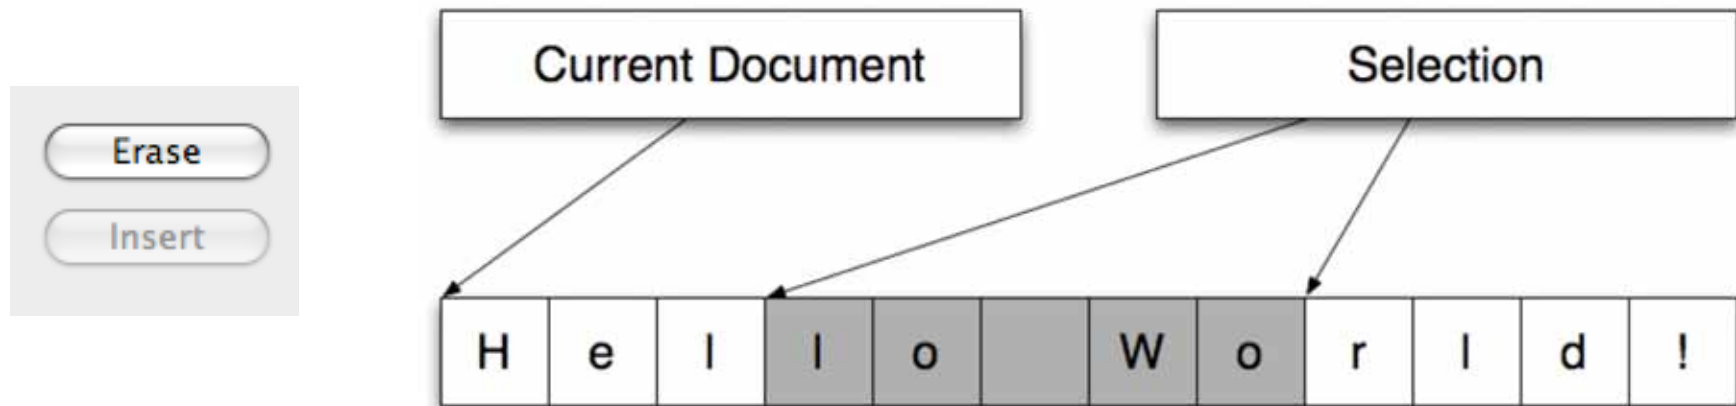 Erase
Insert
Current Document
Selection
H e l l o W o r l d !